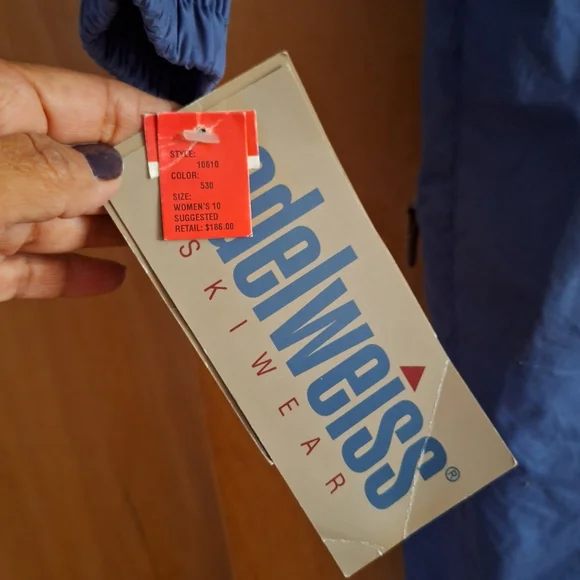 STYLE:
10610
COLOR:
530
SIZE:
WOMEN'S 10
SUGGESTED
RETAIL: $186.00
edelweiss®
SKIWEAR